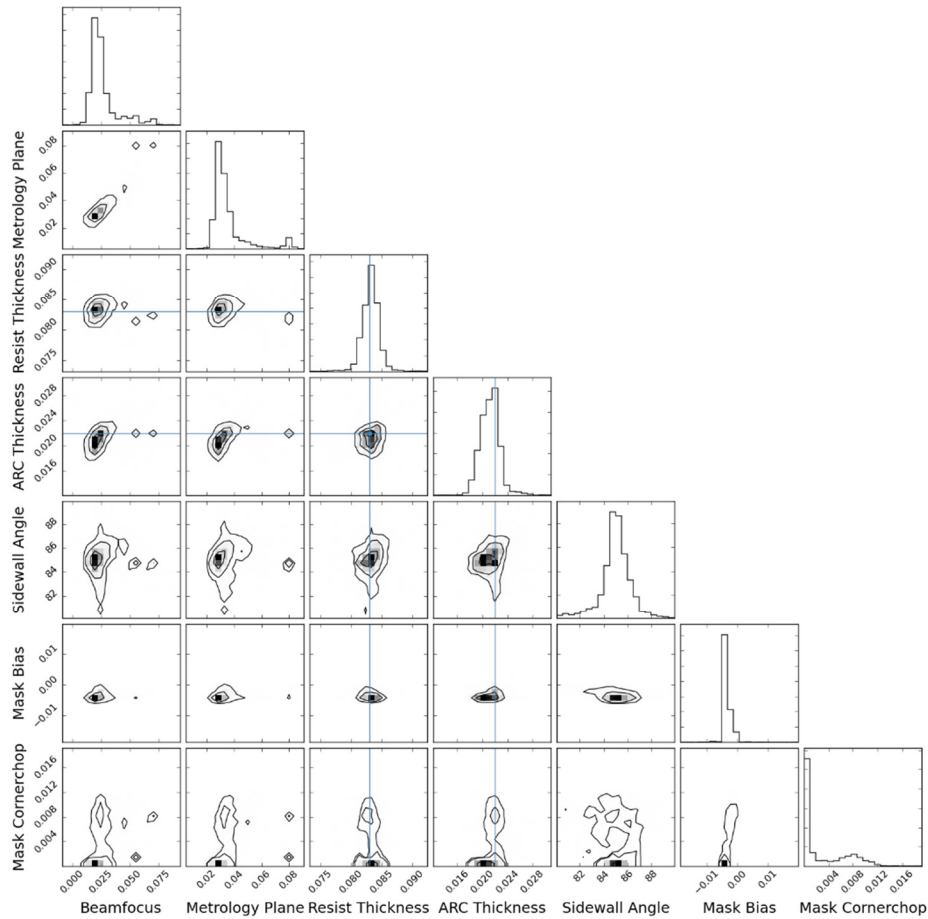 Metrology Plane
0.08
0.06
0.04
0.02
Resist Thickness
0.090
0.085
0.080
0.075
ARC Thickness
0.028
0.024
0.020
0.016
Sidewall Angle
88
86
84
82
Mask Bias
0.01
0.00
−0.01
Mask Cornerchop
0.016
0.012
0.008
0.004
0.000 0.025 0.050 0.075 0.02 0.04 0.06 0.08 0.075 0.080 0.085 0.090 0.016 0.020 0.024 0.028 82 84 86 88 −0.01 0.00 0.01 0.004 0.008 0.012 0.016
Beamfocus Metrology Plane Resist Thickness ARC Thickness Sidewall Angle Mask Bias Mask Cornerchop